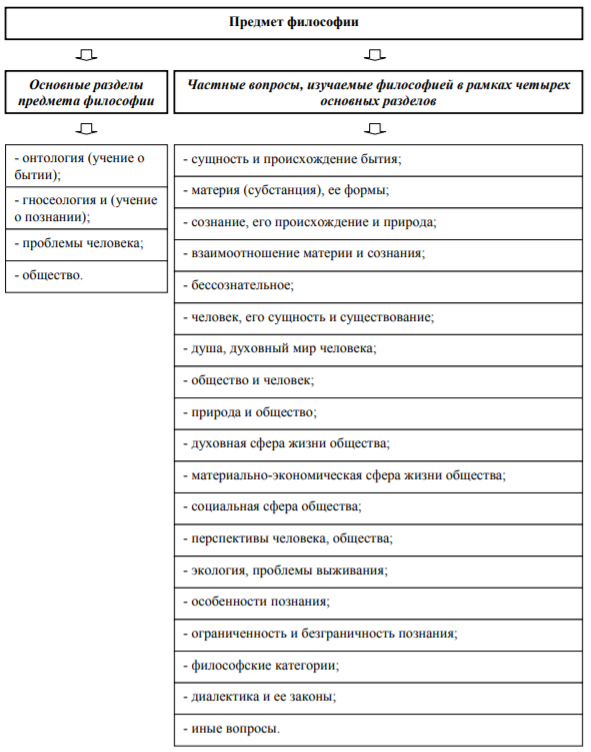 Предмет философии
Основные разделы
предмета философии
Частные вопросы, изучаемые философией в рамках четырех
основных разделов
- онтология (учение о
бытии);
- гносеология и (учение
о познании);
- проблемы человека;
- общество.
- сущность и происхождение бытия;
- материя (субстанция), ее формы;
- сознание, его происхождение и природа;
- взаимоотношение материи и сознания;
- бессознательное;
- человек, его сущность и существование;
- душа, духовный мир человека;
- общество и человек;
- природа и общество;
- духовная сфера жизни общества;
- материально-экономическая сфера жизни общества;
- социальная сфера общества;
- перспективы человека, общества;
- экология, проблемы выживания;
- особенности познания;
- ограниченность и безграничность познания;
- философские категории;
- диалектика и ее законы;
- иные вопросы.